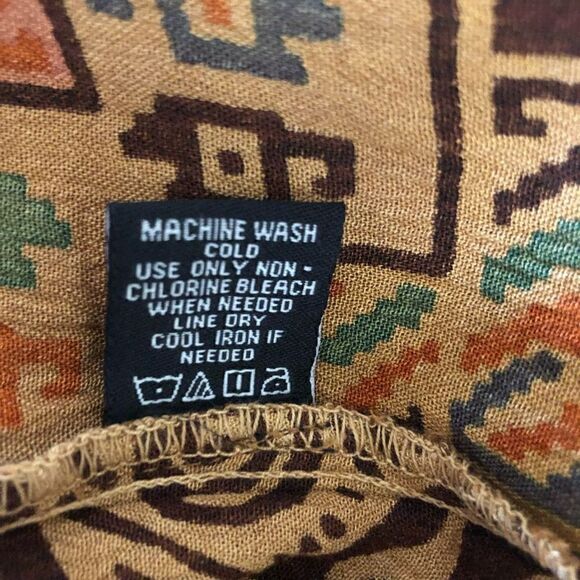 MACHINE WASH
COLD
USE ONLY NON -
CHLORINE BLEACH
WHEN NEEDED
LINE DRY
COOL IRON IF
NEEDED